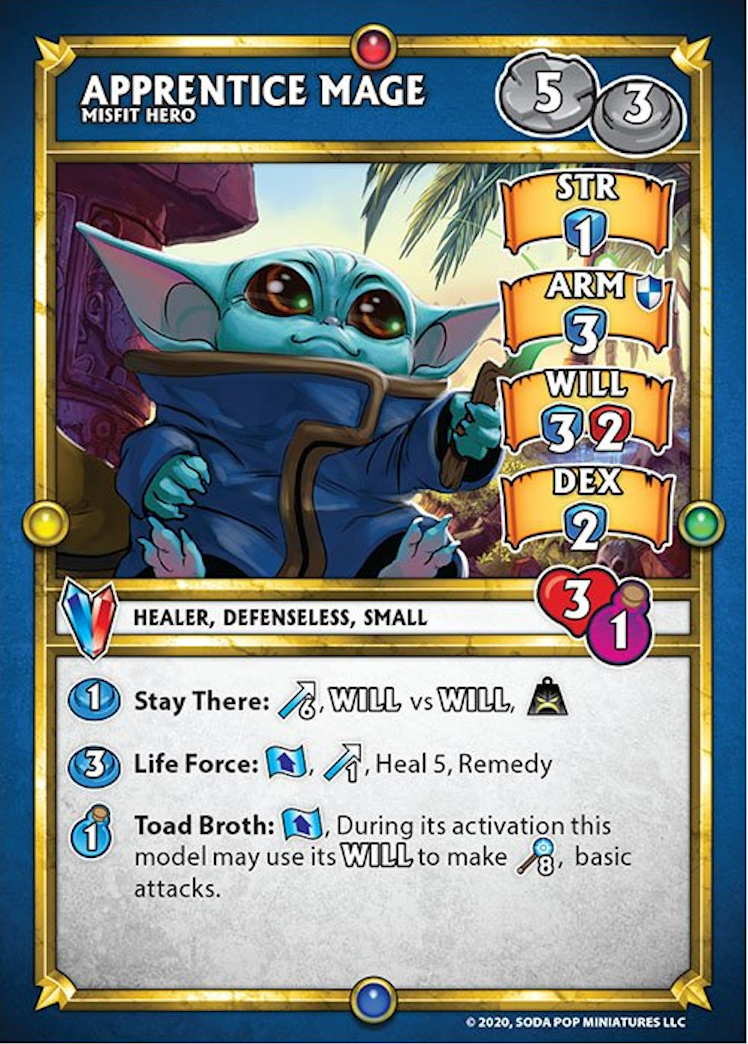 APPRENTICE MAGE
5 3
MISFIT HERO
STR
1
ARM
3
WILL
3 2
DEX
2
3
HEALER, DEFENSELESS, SMALL
1
1 Stay There: 6, WILL vs WILL,
3 Life Force: , 1, Heal 5, Remedy
1 Toad Broth: , During its activation this
model may use its WILL to make 8, basic
attacks.
© 2020, SODA POP MINIATURES LLC